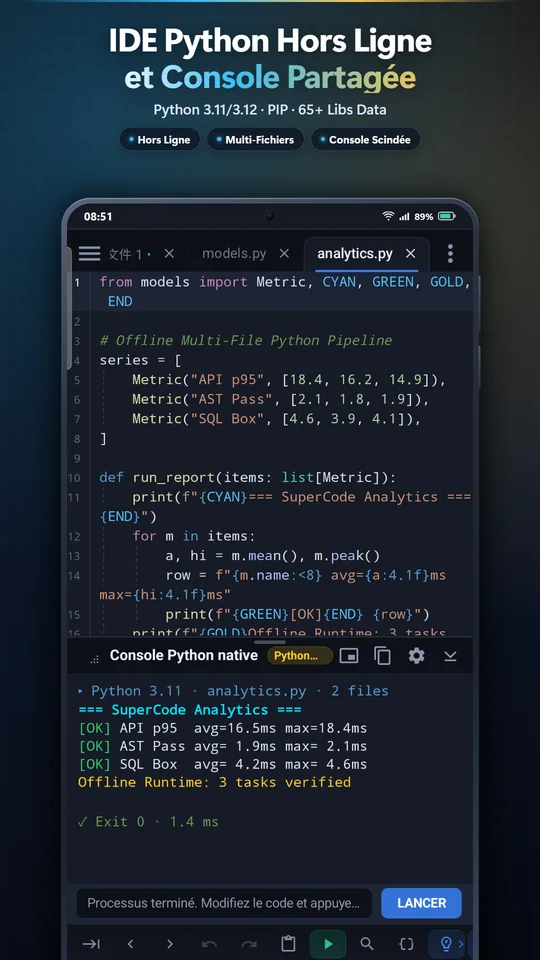 IDE Python Hors Ligne
et Console Partagée
Python 3.11/3.12 · PIP · 65+ Libs Data
Hors Ligne
Multi-Fichiers
Console Scindée
08:51
89%
文件 1
models.py
analytics.py
1 from models import Metric, CYAN, GREEN, GOLD,
END
2
3 # Offline Multi-File Python Pipeline
4 series = [
5 Metric("API p95", [18.4, 16.2, 14.9]),
6 Metric("AST Pass", [2.1, 1.8, 1.9]),
7 Metric("SQL Box", [4.6, 3.9, 4.1]),
8 ]
9
10 def run_report(items: list[Metric]):
11 print(f"{CYAN}=== SuperCode Analytics ===
{END}")
12 for m in items:
13 a, hi = m.mean(), m.peak()
14 row = f"{m.name:<8} avg={a:4.1f}ms
max={hi:4.1f}ms"
15 print(f"{GREEN}[OK]{END} {row}")
16 print(f"{GOLD}Offline Runtime: 3 tasks
Console Python native
Python...
▸ Python 3.11 · analytics.py · 2 files
=== SuperCode Analytics ===
[OK] API p95 avg=16.5ms max=18.4ms
[OK] AST Pass avg= 1.9ms max= 2.1ms
[OK] SQL Box avg= 4.2ms max= 4.6ms
Offline Runtime: 3 tasks verified
✓ Exit 0 · 1.4 ms
Processus terminé. Modifiez le code et appuye...
LANCER